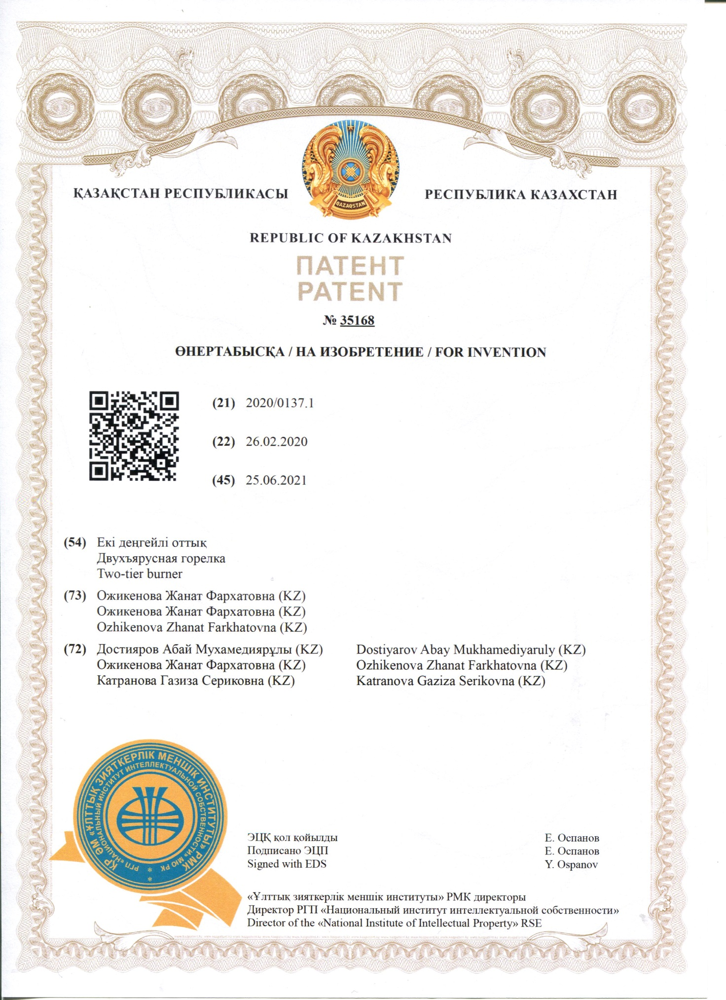 ҚАЗАҚСТАН РЕСПУБЛИКАСЫ
РЕСПУБЛИКА КАЗАХСТАН
QAZAQSTAN
REPUBLIC OF KAZAKHSTAN
ПАТЕНТ
PATENT
№ 35168
ӨНЕРТАБЫСҚА / НА ИЗОБРЕТЕНИЕ / FOR INVENTION
(21) 2020/0137.1
(22) 26.02.2020
(45) 25.06.2021
(54) Екі деңгейлі оттық
Двухъярусная горелка
Two-tier burner
(73) Ожикенова Жанат Фархатовна (KZ)
Ожикенова Жанат Фархатовна (KZ)
Ozhikenova Zhanat Farkhatovna (KZ)
(72) Достияров Абай Мухамедиярұлы (KZ) Dostiyarov Abay Mukhamediyaruly (KZ)
Ожикенова Жанат Фархатовна (KZ) Ozhikenova Zhanat Farkhatovna (KZ)
Катранова Газиза Сериковна (KZ) Katranova Gaziza Serikovna (KZ)
ҚР ӘМ «ҰЛТТЫҚ ЗИЯТКЕРЛІК МЕНШІК ИНСТИТУТЫ» РМК
РГП «НАЦИОНАЛЬНЫЙ ИНСТИТУТ ИНТЕЛЛЕКТУАЛЬНОЙ СОБСТВЕННОСТИ» МЮ РК
ЭЦҚ қол қойылды Е. Оспанов
Подписано ЭЦП Е. Оспанов
Signed with EDS Y. Ospanov
«Ұлттық зияткерлік меншік институты» РМК директоры
Директор РГП «Национальный институт интеллектуальной собственности»
Director of the «National Institute of Intellectual Property» RSE